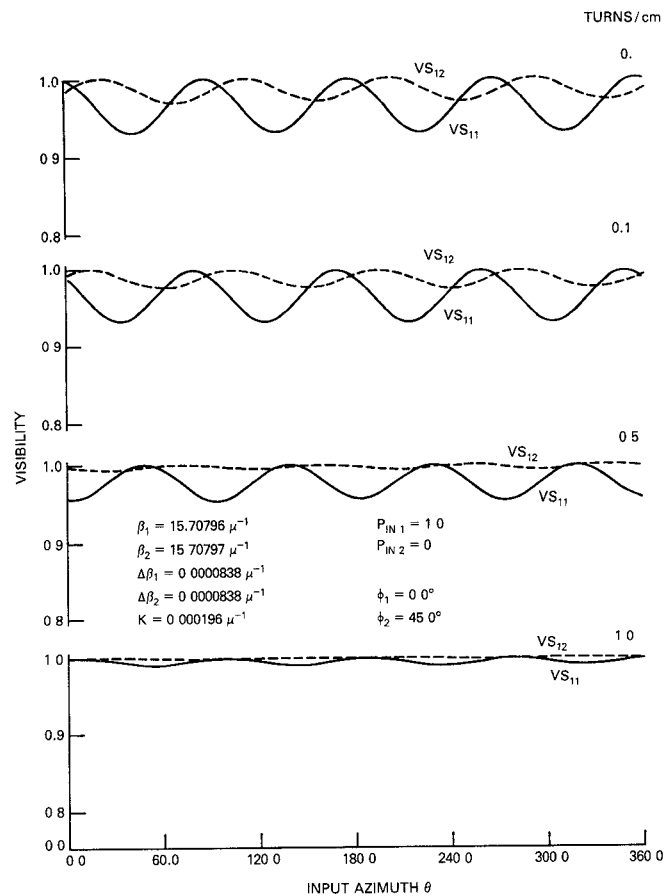 TURNS/cm
0.
VS12
1.0
VS11
0 9
0.8
0.1
VS12
1.0
VS11
0.9
0.8
0 5
VS12
1.0
VS11
β1 = 15.70796 μ−1
PIN 1 = 1 0
β2 = 15 70797 μ−1
PIN 2 = 0
0.9
Δβ1 = 0 0000838 μ−1
Δβ2 = 0 0000838 μ−1
ϕ1 = 0 0°
K = 0 000196 μ−1
ϕ2 = 45 0°
0 8
VISIBILITY
1 0
VS12
1.0
VS11
0.9
0 8
0 0
0 0
60.0
120 0
180 0
240 0
300 0
360 0
INPUT AZIMUTH θ